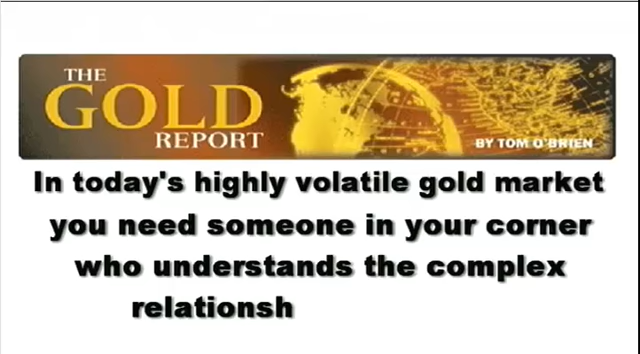 THE
GOLD
REPORT
BY TOM O'BRIEN
In today's highly volatile gold market
you need someone in your corner
who understands the complex
relationsh